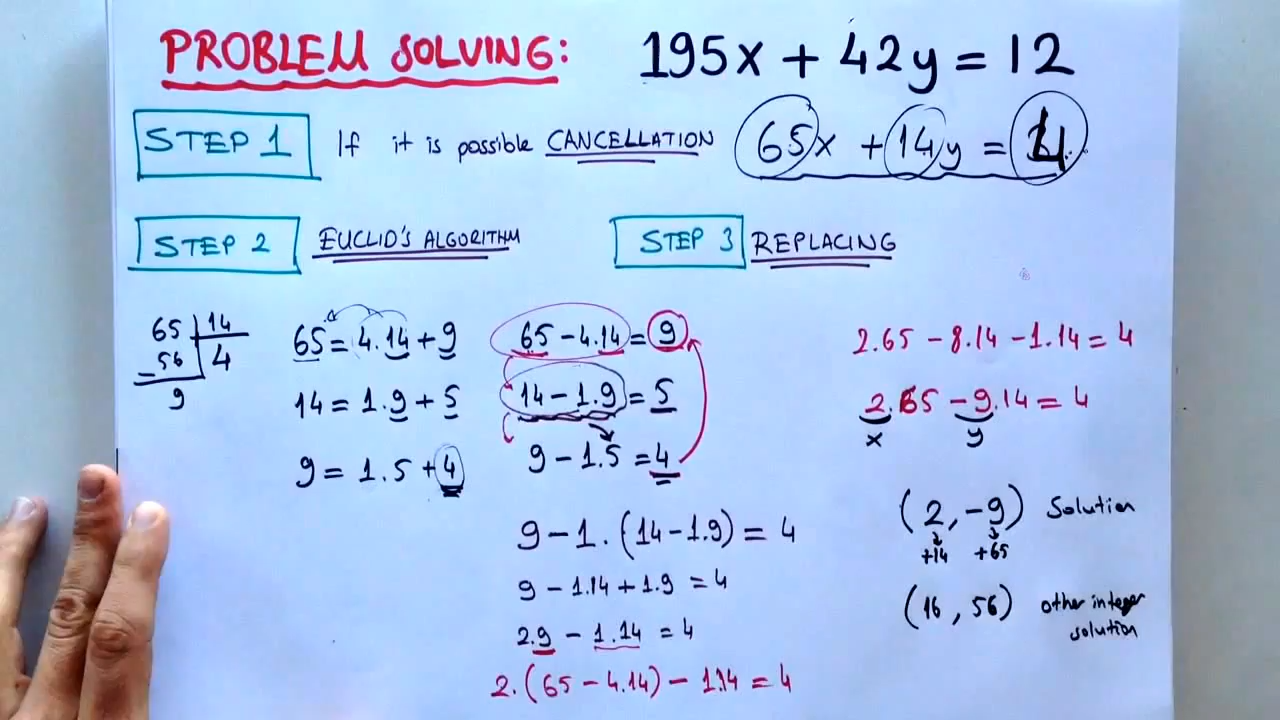 PROBLEM SOLVING: 195x + 42y = 12
STEP 1 If it is possible CANCELLATION 65x + 14y = 4
STEP 2 EUCLID'S ALGORITHM
STEP 3 REPLACING
65 14
-56 4
9
65 = 4.14 + 9
14 = 1.9 + 5
9 = 1.5 + 4
65 - 4.14 = 9
14 - 1.9 = 5
9 - 1.5 = 4
9 - 1.(14 - 1.9) = 4
9 - 1.14 + 1.9 = 4
2.9 - 1.14 = 4
2.(65 - 4.14) - 1.14 = 4
2.65 - 8.14 - 1.14 = 4
2.65 - 9.14 = 4
x y
(2, -9) Solution
+14 +65
(16, 56) other integer
solution